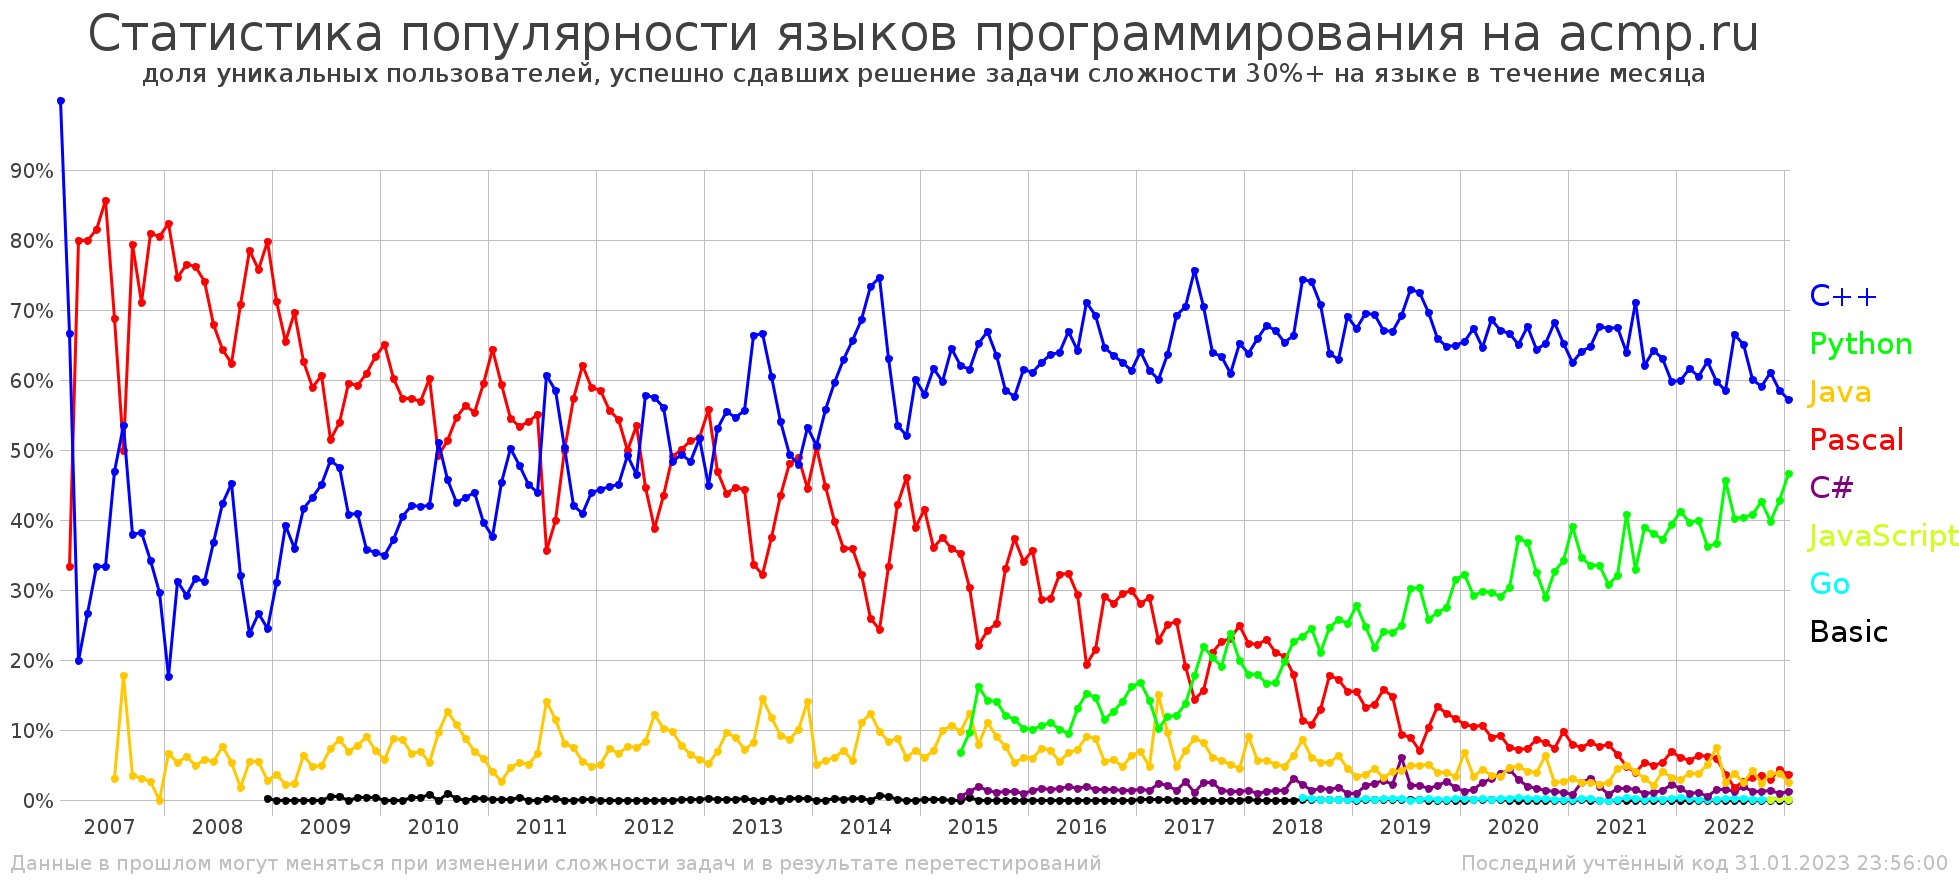 Статистика популярности языков программирования на acmp.ru
доля уникальных пользователей, успешно сдавших решение задачи сложности 30%+ на языке в течение месяца
90%
80%
70%
60%
50%
40%
30%
20%
10%
0%
2007 2008 2009 2010 2011 2012 2013 2014 2015 2016 2017 2018 2019 2020 2021 2022
C++
Python
Java
Pascal
C#
JavaScript
Go
Basic
Данные в прошлом могут меняться при изменении сложности задач и в результате перетестирований
Последний учтённый код 31.01.2023 23:56:00